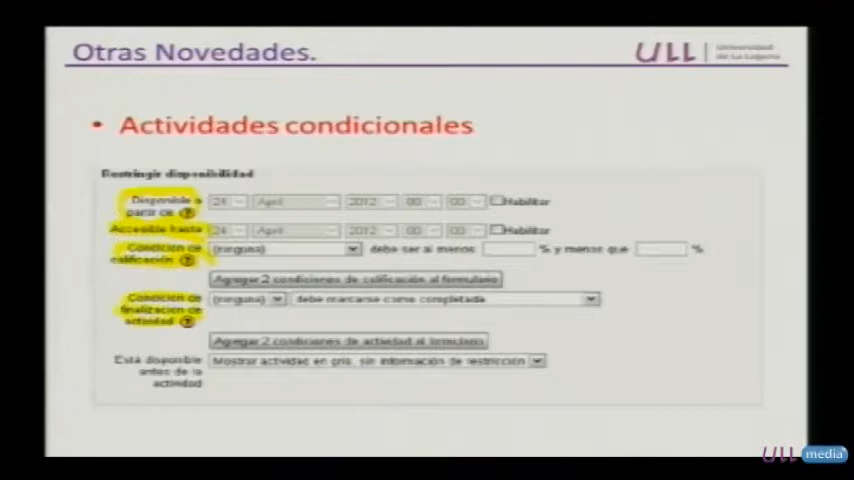 Otras Novedades.
ULL Universidad de La Laguna
• Actividades condicionales
Restringir disponibilidad
Disponible a partir de 24 April 2012 00 00 Habilitar
Accesible hasta 24 April 2012 00 00 Habilitar
Condición de calificación (ninguna) debe ser al menos % y menos que %
Agregar 2 condiciones de calificación al formulario
Condición de finalización de actividad (ninguna) debe marcarse como completada
Agregar 2 condiciones de actividad al formulario
Está disponible antes de la actividad Mostrar actividad en gris, sin información de restricción
ULL media